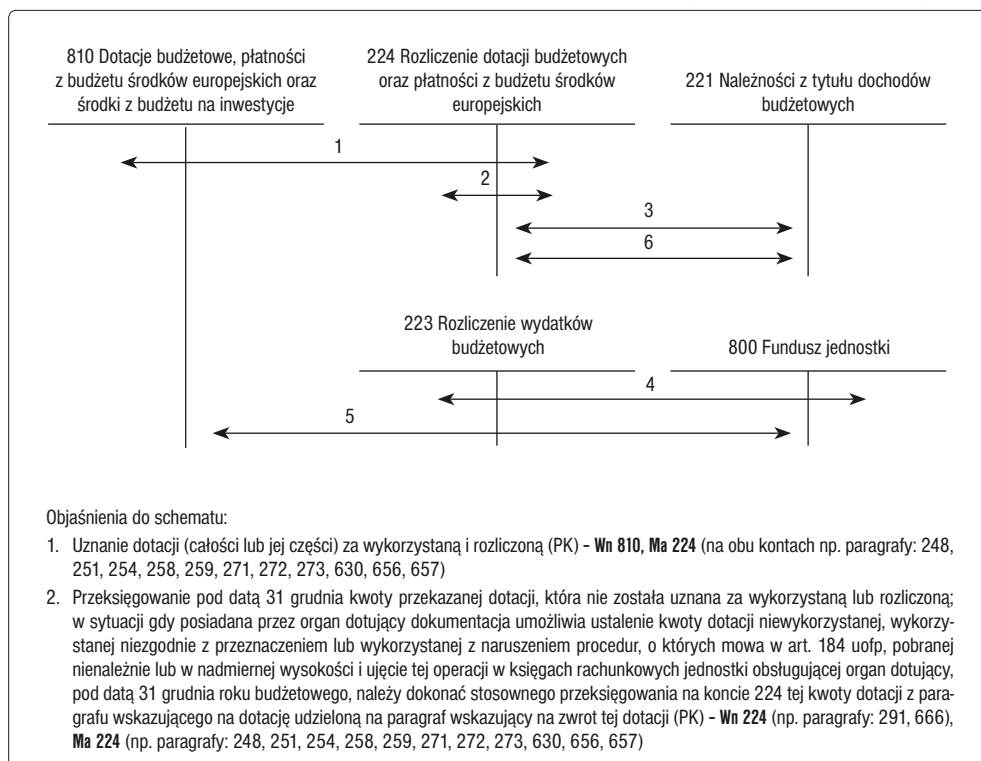 810 Dotacje budżetowe, płatności
z budżetu środków europejskich oraz
środki z budżetu na inwestycje
224 Rozliczenie dotacji budżetowych
oraz płatności z budżetu środków
europejskich
221 Należności z tytułu dochodów
budżetowych
1
2
3
6
223 Rozliczenie wydatków
budżetowych
800 Fundusz jednostki
4
5
Objaśnienia do schematu:
1. Uznanie dotacji (całości lub jej części) za wykorzystaną i rozliczoną (PK) – Wn 810, Ma 224 (na obu kontach np. paragrafy: 248,
251, 254, 258, 259, 271, 272, 273, 630, 656, 657)
2. Przeksięgowanie pod datą 31 grudnia kwoty przekazanej dotacji, która nie została uznana za wykorzystaną lub rozliczoną;
w sytuacji gdy posiadana przez organ dotujący dokumentacja umożliwia ustalenie kwoty dotacji niewykorzystanej, wykorzy-
stanej niezgodnie z przeznaczeniem lub wykorzystanej z naruszeniem procedur, o których mowa w art. 184 uofp, pobranej
nienależnie lub w nadmiernej wysokości i ujęcie tej operacji w księgach rachunkowych jednostki obsługującej organ dotujący,
pod datą 31 grudnia roku budżetowego, należy dokonać stosownego przeksięgowania na koncie 224 tej kwoty dotacji z para-
grafu wskazującego na dotację udzieloną na paragraf wskazujący na zwrot tej dotacji (PK) – Wn 224 (np. paragrafy: 291, 666),
Ma 224 (np. paragrafy: 248, 251, 254, 258, 259, 271, 272, 273, 630, 656, 657)